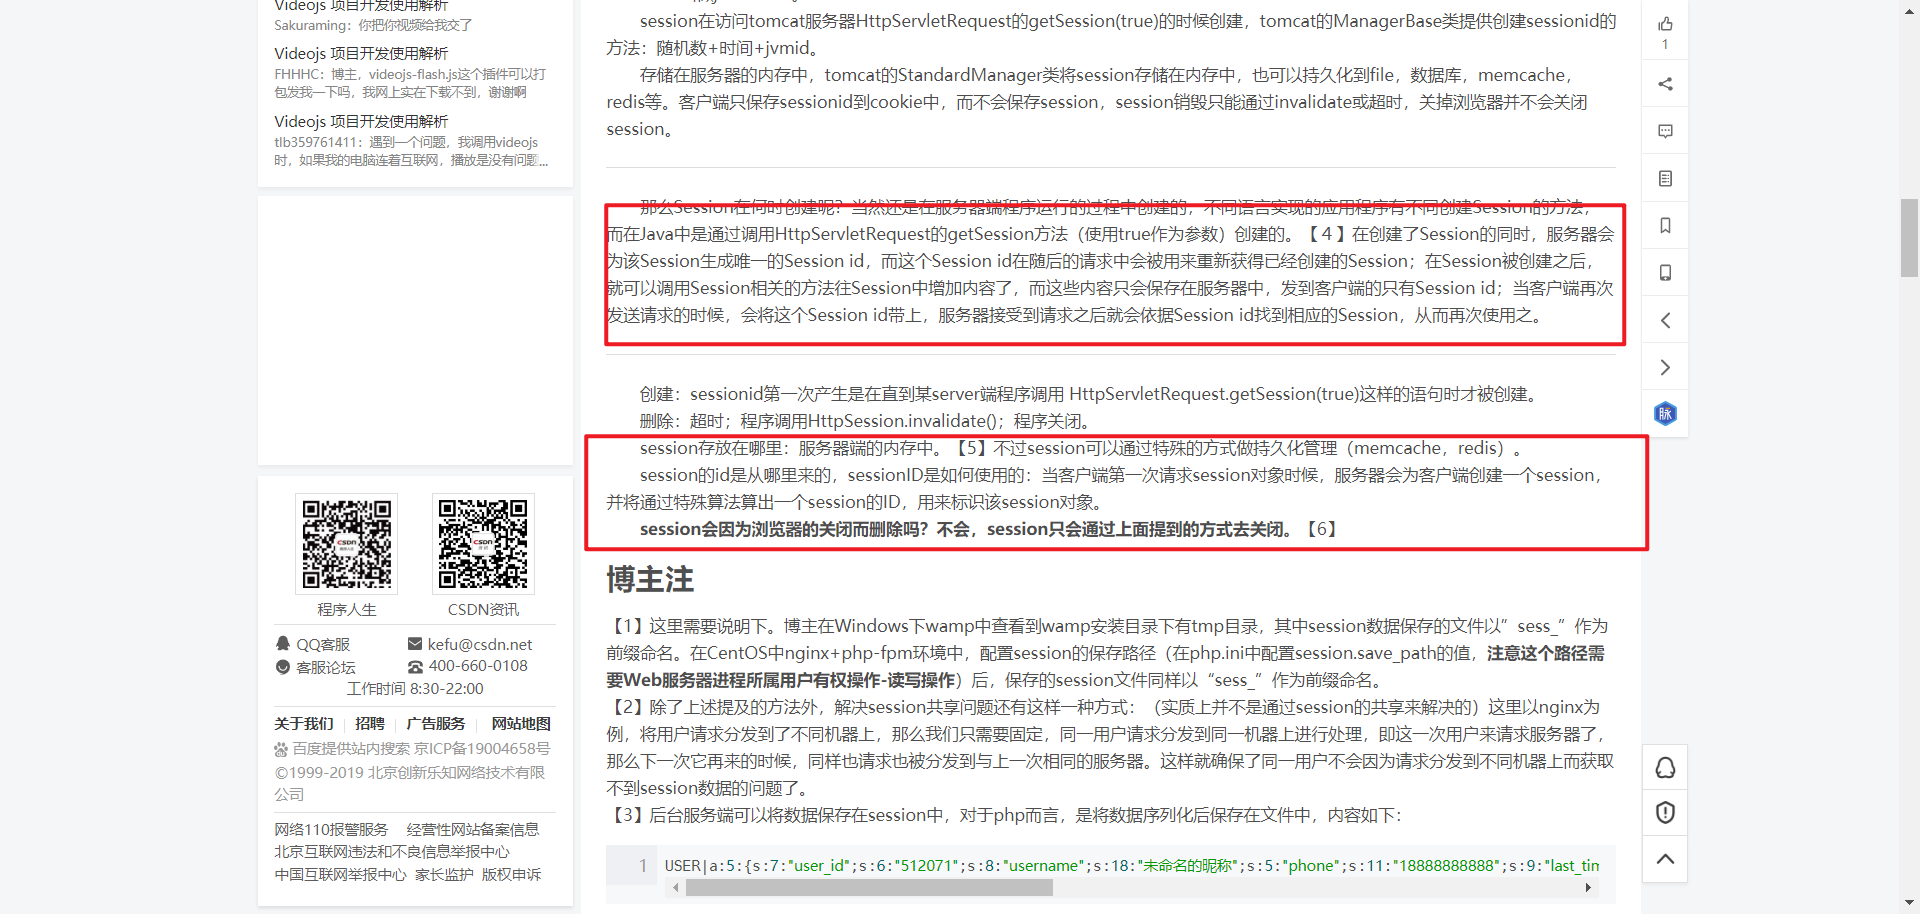 Videojs 项目开发使用解析
Sakuraming：你把你视频给我交了
Videojs 项目开发使用解析
FHHHC：博主，videojs-flash.js这个插件可以打
包发我一下吗，我网上实在下载不到，谢谢啊
Videojs 项目开发使用解析
tlb359761411：遇到一个问题，我调用videojs
时，如果我的电脑连着互联网，播放是没有问题...
程序人生
CSDN资讯
QQ客服
kefu@csdn.net
客服论坛
400-660-0108
工作时间 8:30-22:00
关于我们 招聘 广告服务 网站地图
百度提供站内搜索 京ICP备19004658号
©1999-2019 北京创新乐知网络技术有限
公司
网络110报警服务 经营性网站备案信息
北京互联网违法和不良信息举报中心
中国互联网举报中心 家长监护 版权申诉
session在访问tomcat服务器HttpServletRequest的getSession(true)的时候创建，tomcat的ManagerBase类提供创建sessionid的
方法：随机数+时间+jvmid。
存储在服务器的内存中，tomcat的StandardManager类将session存储在内存中，也可以持久化到file，数据库，memcache，
redis等。客户端只保存sessionid到cookie中，而不会保存session，session销毁只能通过invalidate或超时，关掉浏览器并不会关闭
session。
那么Session在何时创建呢？当然还是在服务器端程序运行的过程中创建的，不同语言实现的应用程序有不同创建Session的方法，
而在Java中是通过调用HttpServletRequest的getSession方法（使用true作为参数）创建的。【 4 】在创建了Session的同时，服务器会
为该Session生成唯一的Session id，而这个Session id在随后的请求中会被用来重新获得已经创建的Session；在Session被创建之后，
就可以调用Session相关的方法往Session中增加内容了，而这些内容只会保存在服务器中，发到客户端的只有Session id；当客户端再次
发送请求的时候，会将这个Session id带上，服务器接受到请求之后就会依据Session id找到相应的Session，从而再次使用之。
创建：sessionid第一次产生是在直到某server端程序调用 HttpServletRequest.getSession(true)这样的语句时才被创建。
删除：超时；程序调用HttpSession.invalidate()；程序关闭。
session存放在哪里：服务器端的内存中。【5】不过session可以通过特殊的方式做持久化管理（memcache，redis）。
session的id是从哪里来的，sessionID是如何使用的：当客户端第一次请求session对象时候，服务器会为客户端创建一个session，
并将通过特殊算法算出一个session的ID，用来标识该session对象。
session会因为浏览器的关闭而删除吗？不会，session只会通过上面提到的方式去关闭。【6】
博主注
【1】这里需要说明下。博主在Windows下wamp中查看到wamp安装目录下有tmp目录，其中session数据保存的文件以” sess_”作为
前缀命名。在CentOS中nginx+php-fpm环境中，配置session的保存路径（在php.ini中配置session.save_path的值，注意这个路径需
要Web服务器进程所属用户有权操作-读写操作）后，保存的session文件同样以“sess_”作为前缀命名。
【2】除了上述提及的方法外，解决session共享问题还有这样一种方式：（实质上并不是通过session的共享来解决的）这里以nginx为
例，将用户请求分发到了不同机器上，那么我们只需要固定，同一用户请求分发到同一机器上进行处理，即这一次用户来请求服务器了，
那么下一次它再来的时候，同样也请求也被分发到与上一次相同的服务器。这样就确保了同一用户不会因为请求分发到不同机器上而获取
不到session数据的问题了。
【3】后台服务端可以将数据保存在session中，对于php而言，是将数据序列化后保存在文件中，内容如下：
1 USER|a:5:{s:7:"user_id";s:6:"512071";s:8:"username";s:18:"未命名的昵称";s:5:"phone";s:11:"18888888888";s:9:"last_tim
1
脉